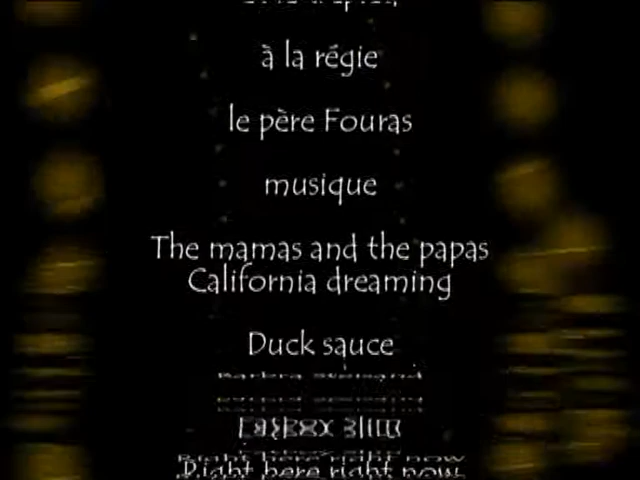 à la régie
le père Fouras
musique
The mamas and the papas
California dreaming
Duck sauce
Right here right now